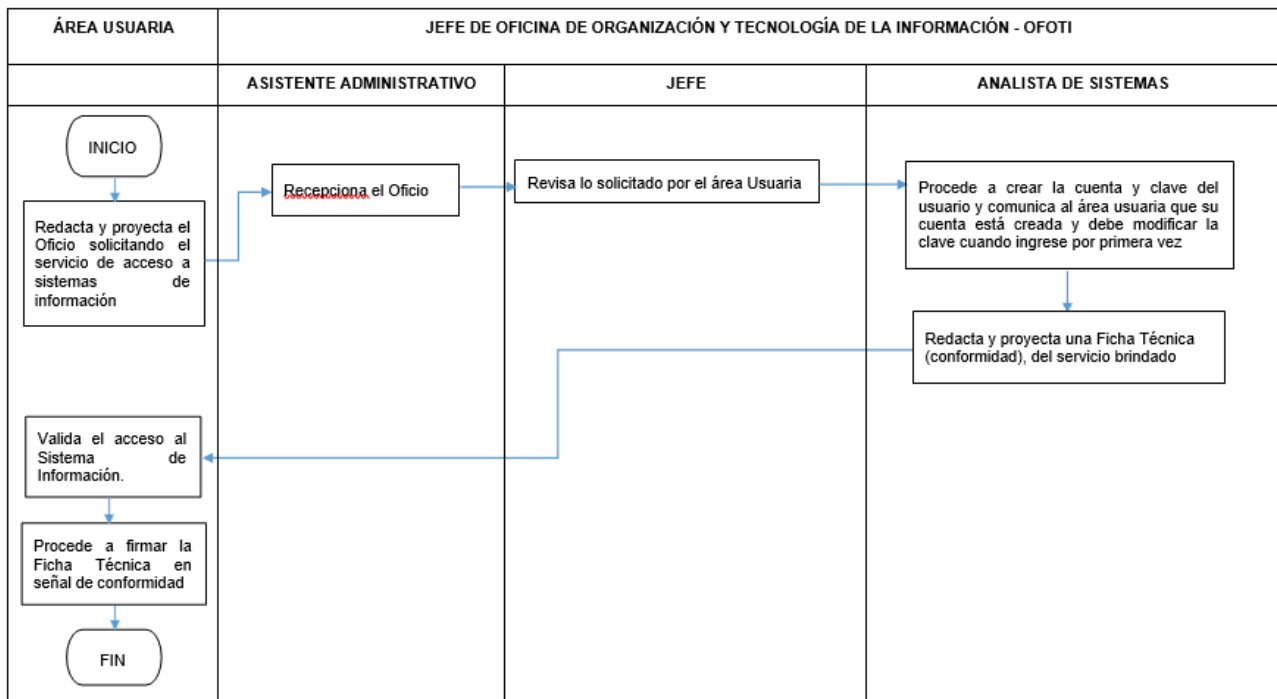 ÁREA USUARIA
JEFE DE OFICINA DE ORGANIZACIÓN Y TECNOLOGÍA DE LA INFORMACIÓN - OFOTI
ASISTENTE ADMINISTRATIVO
JEFE
ANALISTA DE SISTEMAS
INICIO
Redacta y proyecta el
Oficio solicitando el
servicio de acceso a
sistemas de
información
Recepciona el Oficio
Revisa lo solicitado por el área Usuaria
Procede a crear la cuenta y clave del
usuario y comunica al área usuaria que su
cuenta está creada y debe modificar la
clave cuando ingrese por primera vez
Redacta y proyecta una Ficha Técnica
(conformidad), del servicio brindado
Valida el acceso al
Sistema de
Información.
Procede a firmar la
Ficha Técnica en
señal de conformidad
FIN